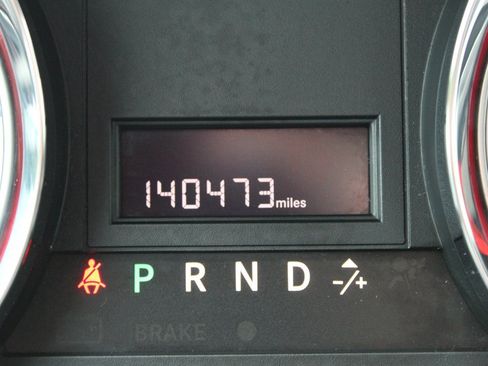 140473 miles
P R N D -/+
BRAKE